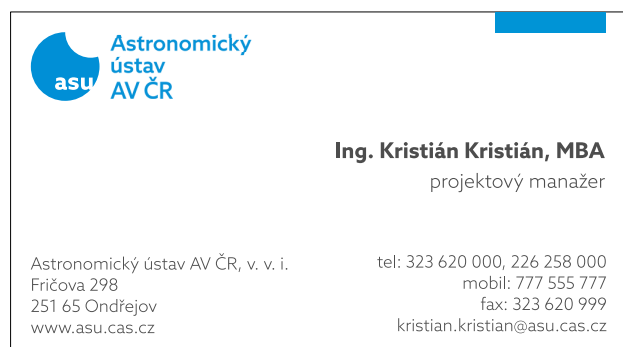 asu
Astronomický
ústav
AV ČR
Ing. Kristián Kristián, MBA
projektový manažer
Astronomický ústav AV ČR, v. v. i.
Fričova 298
251 65 Ondřejov
www.asu.cas.cz
tel: 323 620 000, 226 258 000
mobil: 777 555 777
fax: 323 620 999
kristian.kristian@asu.cas.cz